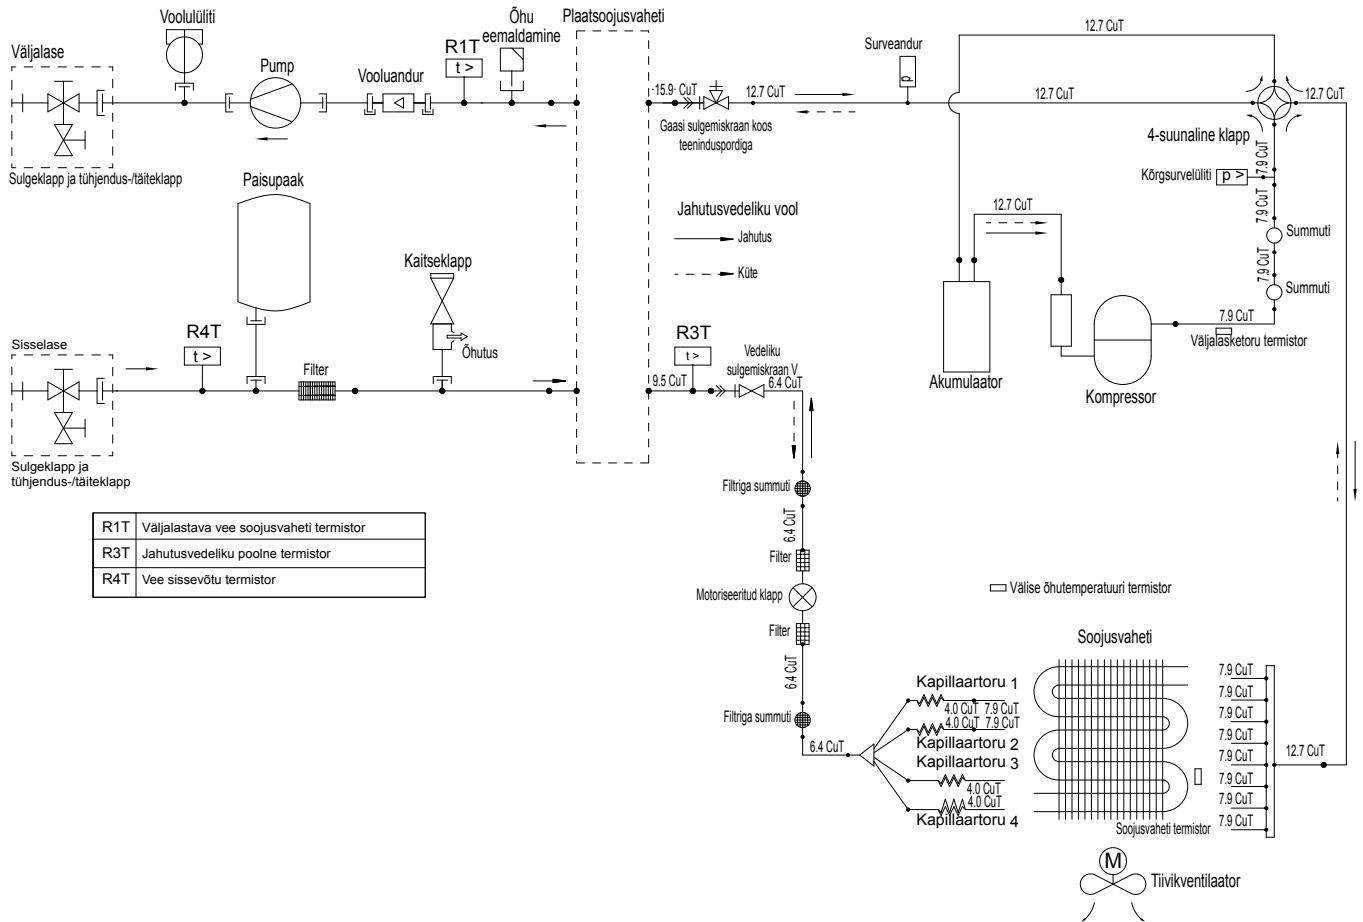 Voolulüliti
Väljalase
Pump
Vooluandur
R1T
t >
Õhu
eemaldamine
Plaatsoojusvaheti
Sulgeklapp ja tühjendus-/täiteklapp
Paisupaak
Kaitseklapp
Õhutus
Sisselase
R4T
t >
Filter
Sulgeklapp ja
tühjendus-/täiteklapp
15.9 CuT
12.7 CuT
Gaasi sulgemiskraan koos
teeninduspordiga
Surveandur
p
12.7 CuT
12.7 CuT
12.7 CuT
4-suunaline klapp
7.9 CuT
Kõrgsurvelüliti
p >
7.9 CuT
Summuti
7.9 CuT
Summuti
7.9 CuT
Väljalasketoru termistor
12.7 CuT
Akumulaator
Kompressor
Jahutusvedeliku vool
Jahutus
Küte
R3T
t >
9.5 CuT
Vedeliku
sulgemiskraan V
6.4 CuT
Filtriga summuti
6.4 CuT
Filter
Motoriseeritud klapp
Filter
6.4 CuT
Filtriga summuti
6.4 CuT
R1T Väljalastava vee soojusvaheti termistor
R3T Jahutusvedeliku poolne termistor
R4T Vee sissevõtu termistor
Välise õhutemperatuuri termistor
Soojusvaheti
Kapillaartoru 1
4.0 CuT 7.9 CuT
4.0 CuT 7.9 CuT
Kapillaartoru 2
Kapillaartoru 3
4.0 CuT
4.0 CuT
Kapillaartoru 4
7.9 CuT
7.9 CuT
7.9 CuT
7.9 CuT
7.9 CuT
7.9 CuT
7.9 CuT
7.9 CuT
12.7 CuT
Soojusvaheti termistor
M
Tiivikventilaator